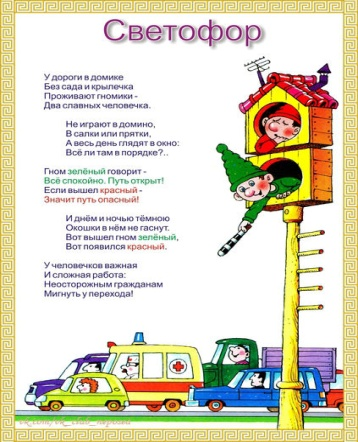 Светофор
У дороги в домике
Без сада и крылечка
Проживают гномики -
Два славных человечка.
Не играют в домино,
В салки или прятки,
А весь день глядят в окно:
Всё ли там в порядке?..
Гном зелёный говорит -
Всё спокойно. Путь открыт!
Если вышел красный -
Значит путь опасный!
И днём и ночью тёмною
Окошки в нём не гаснут.
Вот вышел гном зелёный,
Вот появился красный.
У человечков важная
И сложная работа:
Неосторожным гражданам
Мигнуть у перехода!